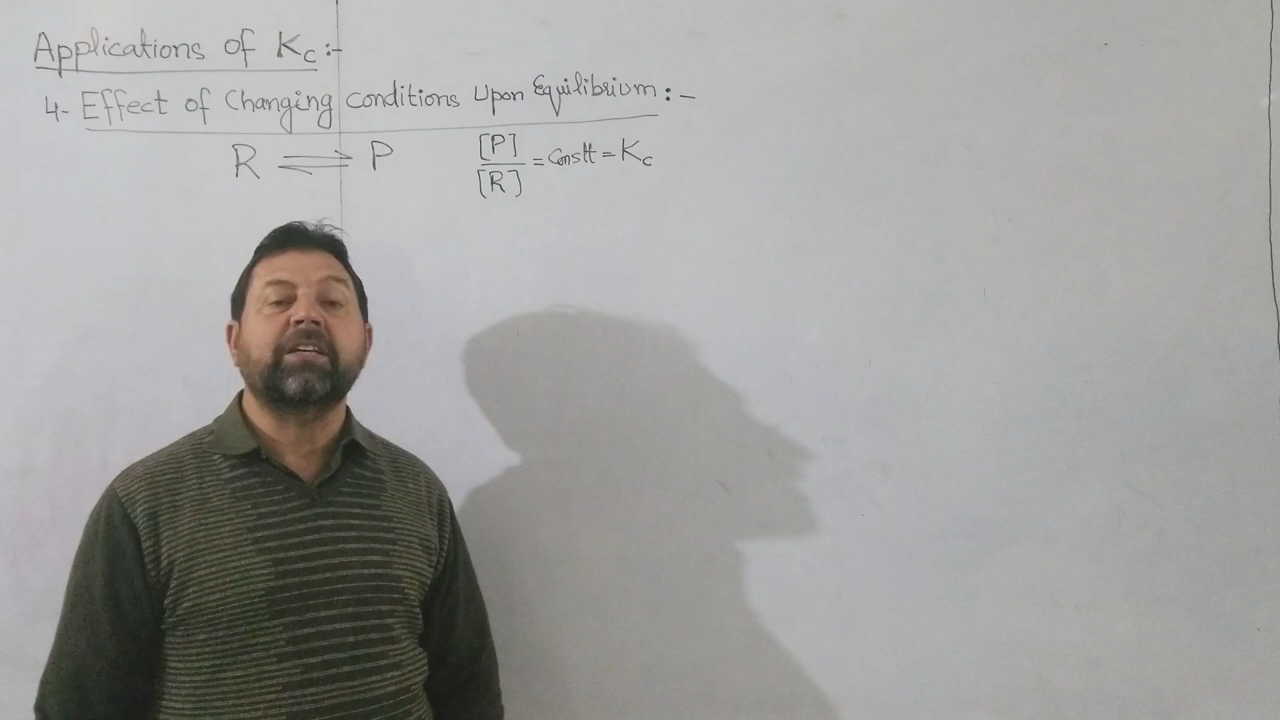 Applications of Kc:-
4- Effect of Changing conditions Upon Equilibrium:-
R ⇌ P [P]/[R] = Constt = Kc